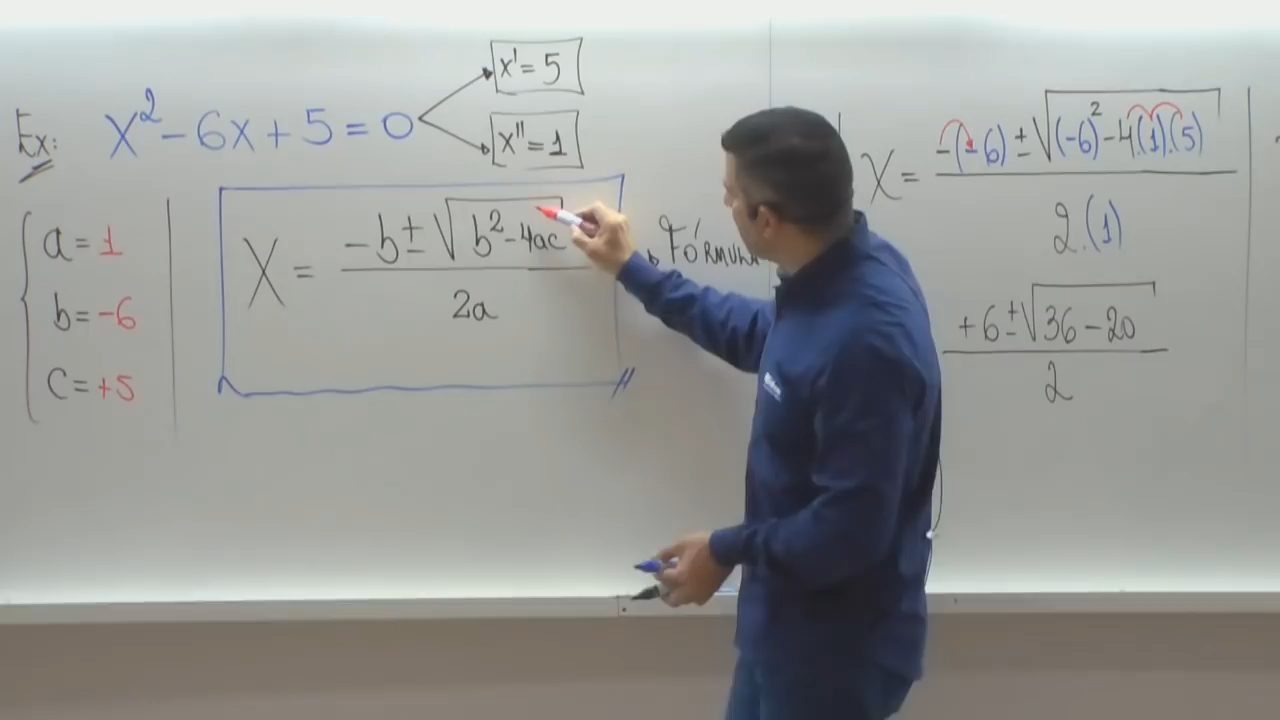 Ex: x² - 6x + 5 = 0
x' = 5
x'' = 1
a = 1
b = -6
c = +5
X = (-b ± √(b² - 4ac)) / 2a
FÓRMULA
X = (-(-6) ± √((-6)² - 4.(1).(5))) / 2.(1)
(+6 ± √(36 - 20)) / 2